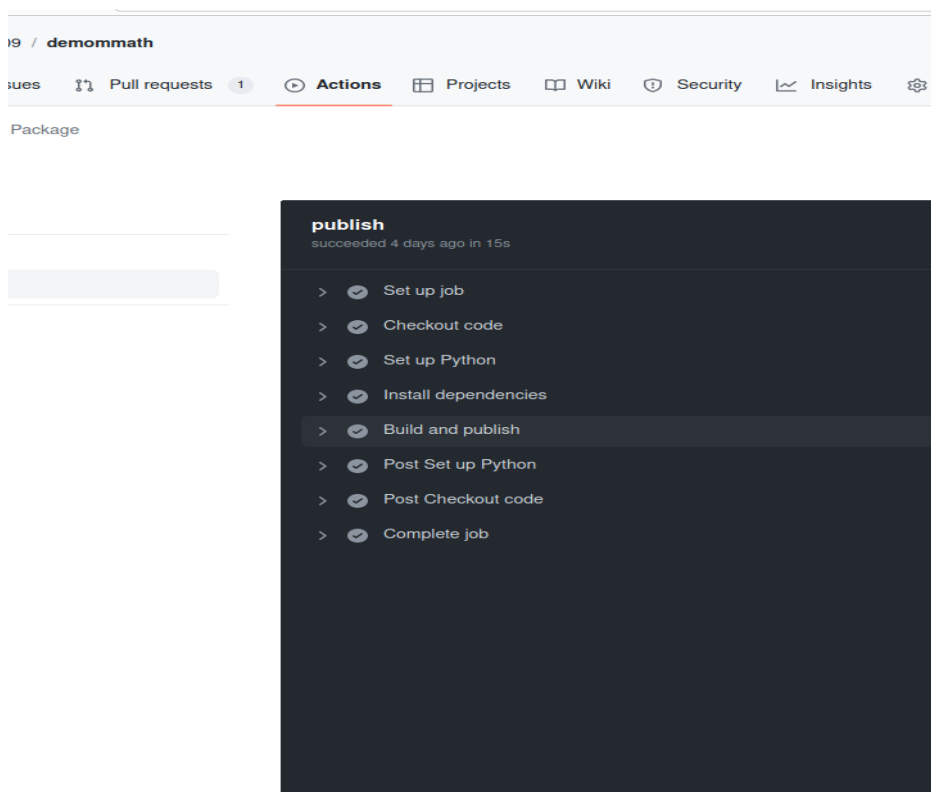 / demommath
Pull requests 1 Actions Projects Wiki Security Insights
Package
publish
succeeded 4 days ago in 15s
Set up job
Checkout code
Set up Python
Install dependencies
Build and publish
Post Set up Python
Post Checkout code
Complete job